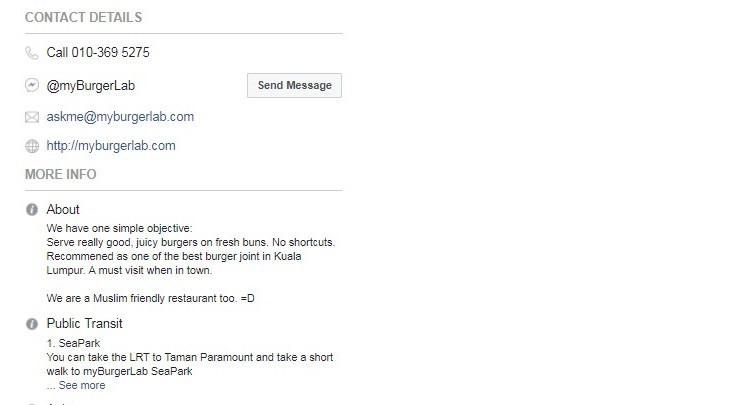 CONTACT DETAILS
Call 010-369 5275
@myBurgerLab
Send Message
askme@myburgerlab.com
http://myburgerlab.com
MORE INFO
About
We have one simple objective:
Serve really good, juicy burgers on fresh buns. No shortcuts.
Recommened as one of the best burger joint in Kuala
Lumpur. A must visit when in town.
We are a Muslim friendly restaurant too. =D
Public Transit
1. SeaPark
You can take the LRT to Taman Paramount and take a short
walk to myBurgerLab SeaPark
... See more